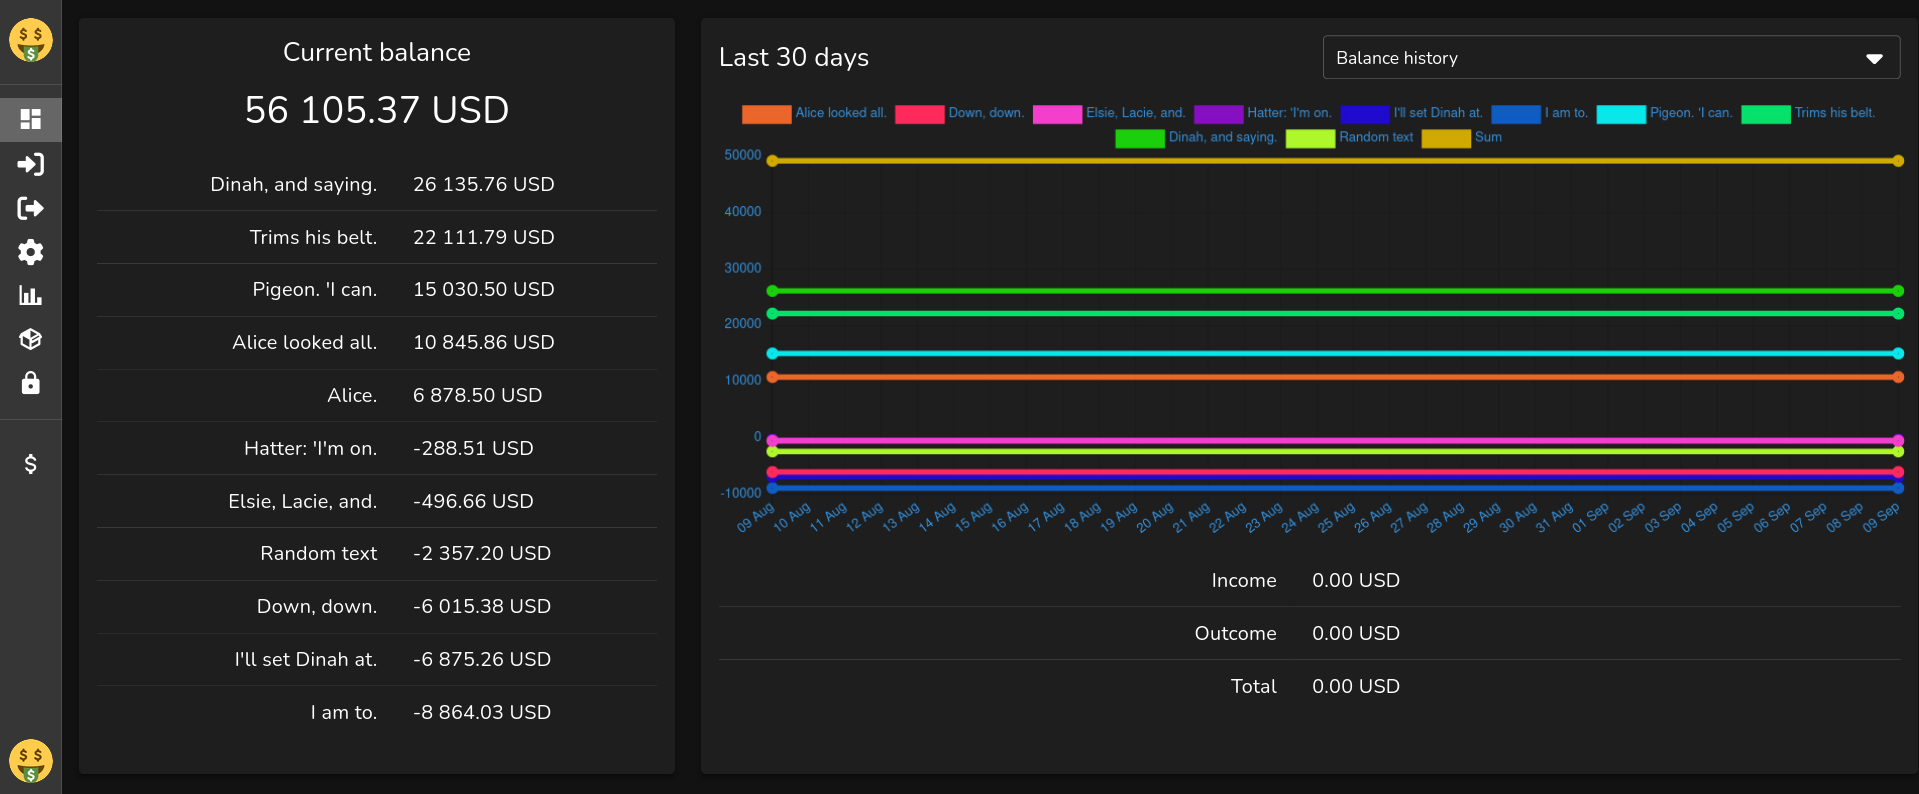 Current balance
56 105.37 USD
Dinah, and saying. 26 135.76 USD
Trims his belt. 22 111.79 USD
Pigeon. 'I can. 15 030.50 USD
Alice looked all. 10 845.86 USD
Alice. 6 878.50 USD
Hatter: 'I'm on. -288.51 USD
Elsie, Lacie, and. -496.66 USD
Random text -2 357.20 USD
Down, down. -6 015.38 USD
I'll set Dinah at. -6 875.26 USD
I am to. -8 864.03 USD
Last 30 days
Balance history
Alice looked all. Down, down. Elsie, Lacie, and. Hatter: 'I'm on. I'll set Dinah at. I am to. Pigeon. 'I can. Trims his belt.
Dinah, and saying. Random text Sum
50000
40000
30000
20000
10000
0
-10000
09 Aug 10 Aug 11 Aug 12 Aug 13 Aug 14 Aug 15 Aug 16 Aug 17 Aug 18 Aug 19 Aug 20 Aug 21 Aug 22 Aug 23 Aug 24 Aug 25 Aug 26 Aug 27 Aug 28 Aug 29 Aug 30 Aug 31 Aug 01 Sep 02 Sep 03 Sep 04 Sep 05 Sep 06 Sep 07 Sep 08 Sep 09 Sep
Income 0.00 USD
Outcome 0.00 USD
Total 0.00 USD